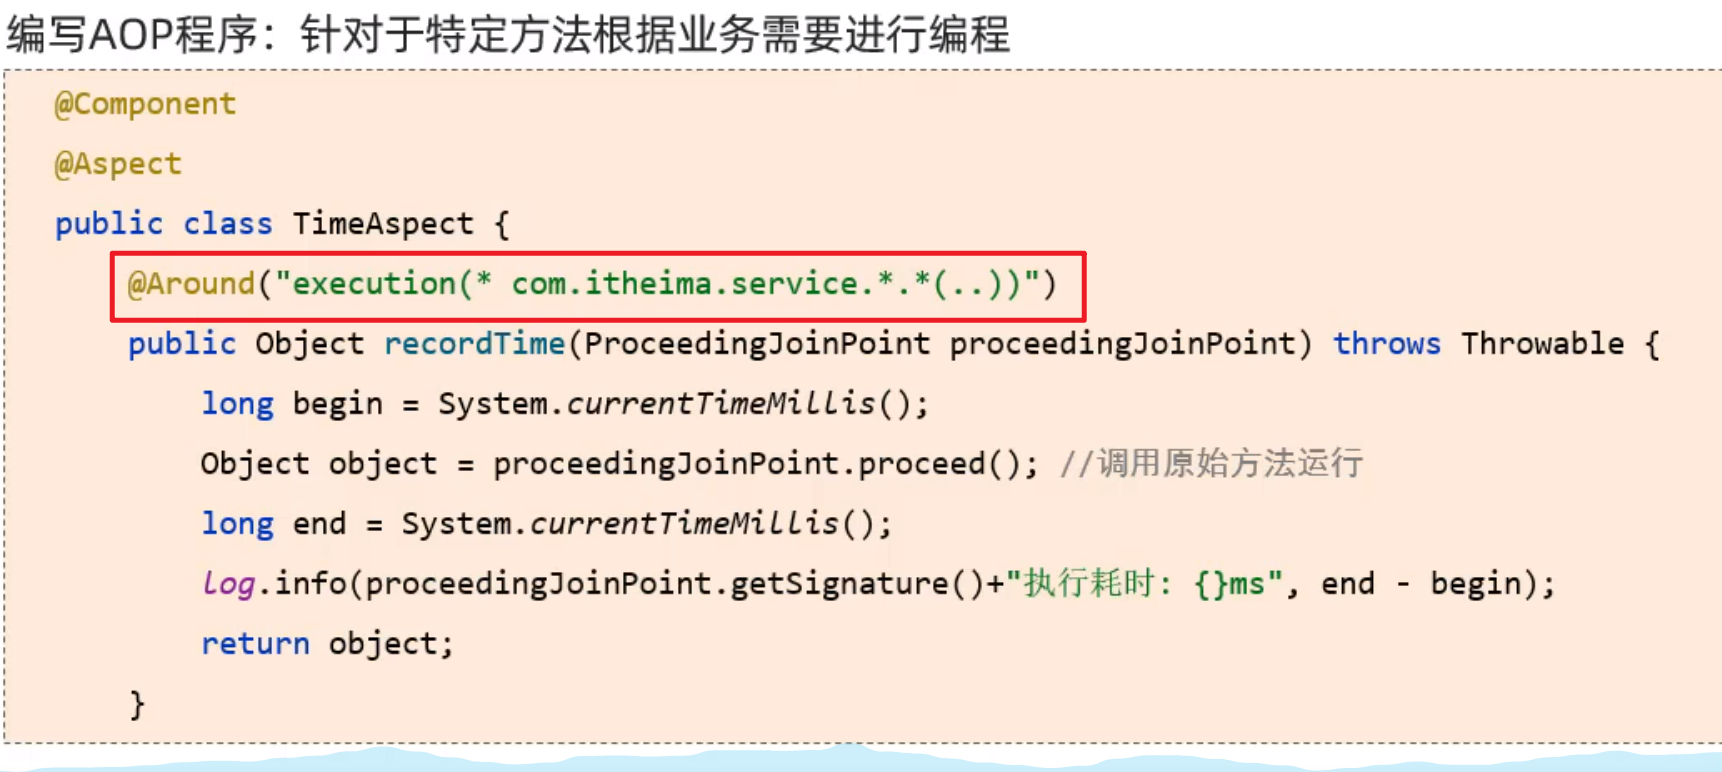 编写AOP程序：针对于特定方法根据业务需要进行编程
@Component
@Aspect
public class TimeAspect {
@Around("execution(* com.itheima.service.*.*(..))")
public Object recordTime(ProceedingJoinPoint proceedingJoinPoint) throws Throwable {
long begin = System.currentTimeMillis();
Object object = proceedingJoinPoint.proceed(); //调用原始方法运行
long end = System.currentTimeMillis();
log.info(proceedingJoinPoint.getSignature()+"执行耗时: {}ms", end - begin);
return object;
}